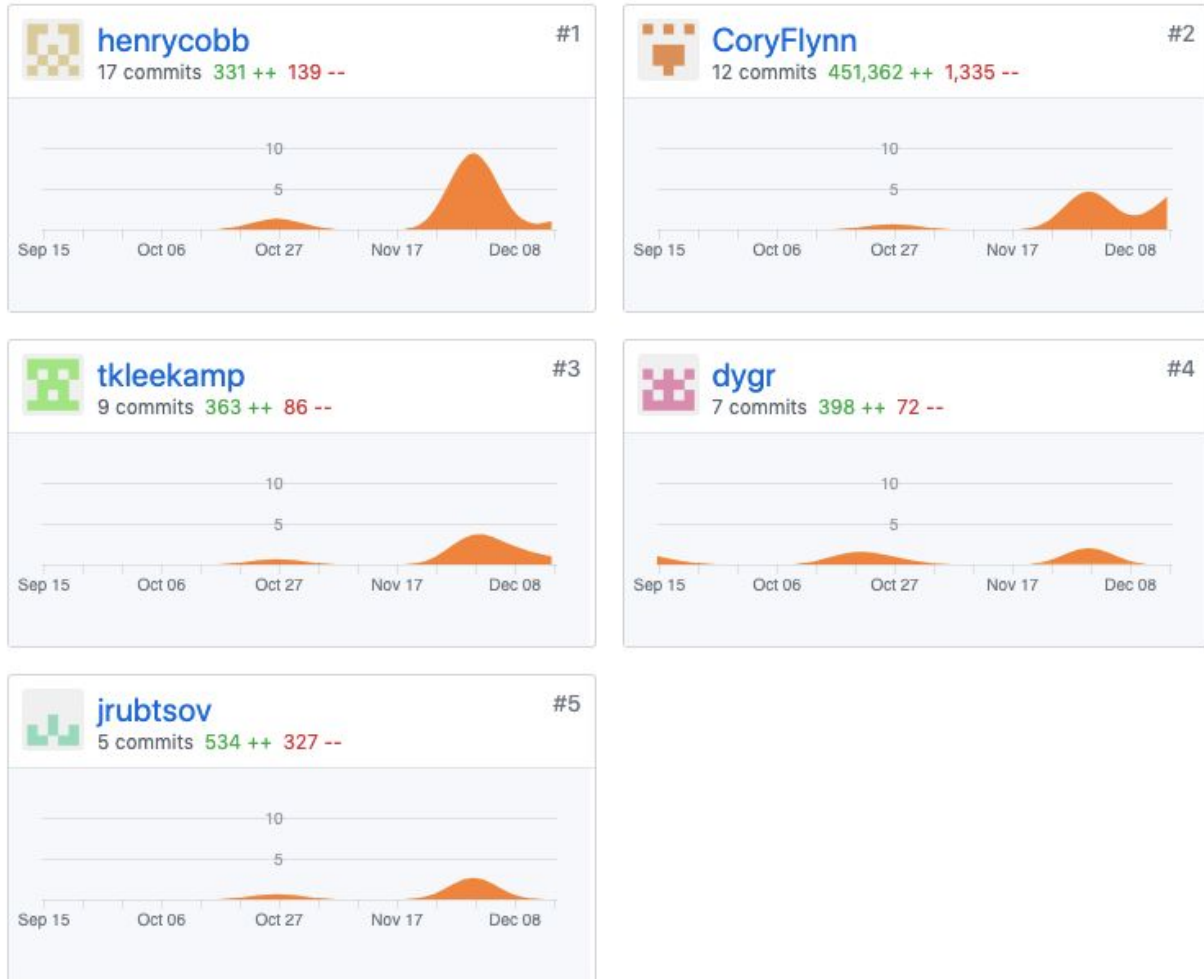 henrycobb #1
17 commits 331 ++ 139 --
10
5
Sep 15 Oct 06 Oct 27 Nov 17 Dec 08
CoryFlynn #2
12 commits 451,362 ++ 1,335 --
10
5
Sep 15 Oct 06 Oct 27 Nov 17 Dec 08
tkleekamp #3
9 commits 363 ++ 86 --
10
5
Sep 15 Oct 06 Oct 27 Nov 17 Dec 08
dygr #4
7 commits 398 ++ 72 --
10
5
Sep 15 Oct 06 Oct 27 Nov 17 Dec 08
jrubtsov #5
5 commits 534 ++ 327 --
10
5
Sep 15 Oct 06 Oct 27 Nov 17 Dec 08